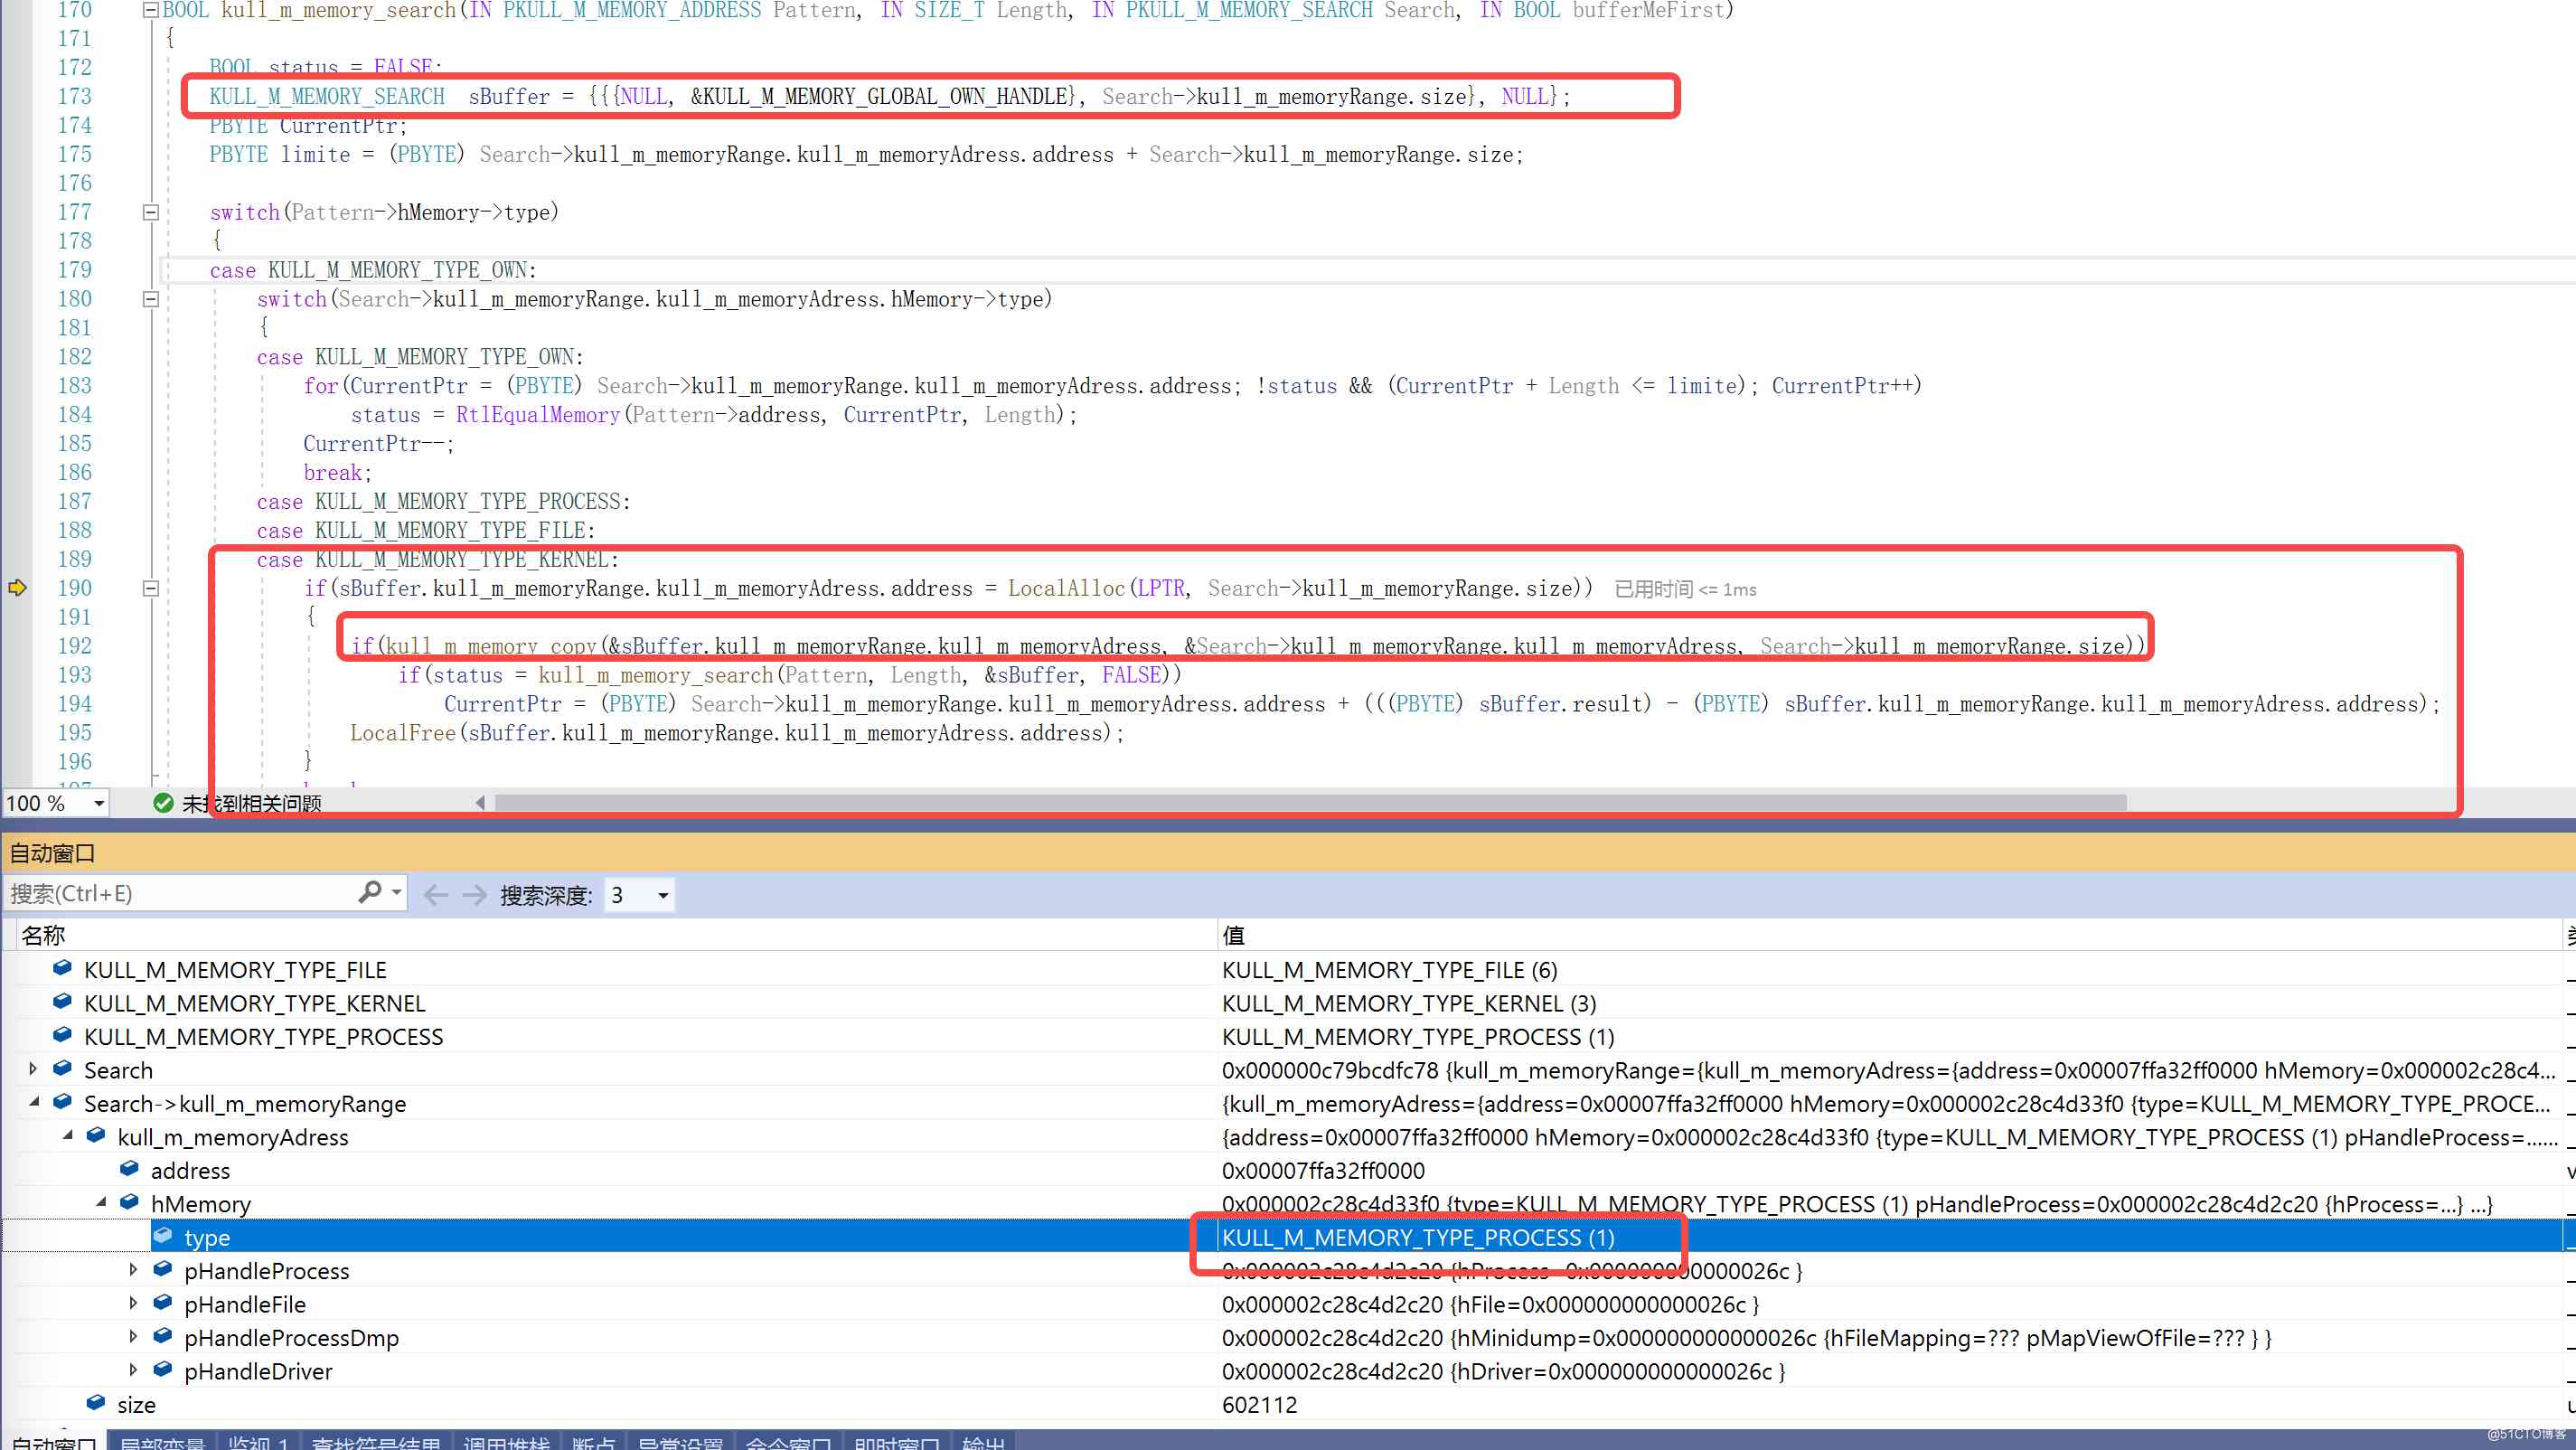 170 BOOL kull_m_memory_search(IN PKULL_M_MEMORY_ADDRESS Pattern, IN SIZE_T Length, IN PKULL_M_MEMORY_SEARCH Search, IN BOOL bufferMeFirst)
171 {
172 BOOL status = FALSE;
173 KULL_M_MEMORY_SEARCH sBuffer = {{{NULL, &KULL_M_MEMORY_GLOBAL_OWN_HANDLE}, Search->kull_m_memoryRange.size}, NULL};
174 PBYTE CurrentPtr;
175 PBYTE limite = (PBYTE) Search->kull_m_memoryRange.kull_m_memoryAdress.address + Search->kull_m_memoryRange.size;
176
177 switch(Pattern->hMemory->type)
178 {
179 case KULL_M_MEMORY_TYPE_OWN:
180 switch(Search->kull_m_memoryRange.kull_m_memoryAdress.hMemory->type)
181 {
182 case KULL_M_MEMORY_TYPE_OWN:
183 for(CurrentPtr = (PBYTE) Search->kull_m_memoryRange.kull_m_memoryAdress.address; !status && (CurrentPtr + Length <= limite); CurrentPtr++)
184 status = RtlEqualMemory(Pattern->address, CurrentPtr, Length);
185 CurrentPtr--;
186 break;
187 case KULL_M_MEMORY_TYPE_PROCESS:
188 case KULL_M_MEMORY_TYPE_FILE:
189 case KULL_M_MEMORY_TYPE_KERNEL:
190 if(sBuffer.kull_m_memoryRange.kull_m_memoryAdress.address = LocalAlloc(LPTR, Search->kull_m_memoryRange.size)) 已用时间 <= 1ms
191 {
192 if(kull_m_memory_copy(&sBuffer.kull_m_memoryRange.kull_m_memoryAdress, &Search->kull_m_memoryRange.kull_m_memoryAdress, Search->kull_m_memoryRange.size))
193 if(status = kull_m_memory_search(Pattern, Length, &sBuffer, FALSE))
194 CurrentPtr = (PBYTE) Search->kull_m_memoryRange.kull_m_memoryAdress.address + (((PBYTE) sBuffer.result) - (PBYTE) sBuffer.kull_m_memoryRange.kull_m_memoryAdress.address);
195 LocalFree(sBuffer.kull_m_memoryRange.kull_m_memoryAdress.address);
196 }
100 % 未找到相关问题
自动窗口
搜索(Ctrl+E) 搜索深度: 3
名称 值
KULL_M_MEMORY_TYPE_FILE KULL_M_MEMORY_TYPE_FILE (6)
KULL_M_MEMORY_TYPE_KERNEL KULL_M_MEMORY_TYPE_KERNEL (3)
KULL_M_MEMORY_TYPE_PROCESS KULL_M_MEMORY_TYPE_PROCESS (1)
Search 0x000000c79bcdfc78 {kull_m_memoryRange={kull_m_memoryAdress={address=0x00007ffa32ff0000 hMemory=0x000002c28c4...
Search->kull_m_memoryRange {kull_m_memoryAdress={address=0x00007ffa32ff0000 hMemory=0x000002c28c4d33f0 {type=KULL_M_MEMORY_TYPE_PROCE...
kull_m_memoryAdress {address=0x00007ffa32ff0000 hMemory=0x000002c28c4d33f0 {type=KULL_M_MEMORY_TYPE_PROCESS (1) pHandleProcess=......
address 0x00007ffa32ff0000
hMemory 0x000002c28c4d33f0 {type=KULL_M_MEMORY_TYPE_PROCESS (1) pHandleProcess=0x000002c28c4d2c20 {hProcess=...} ...}
type KULL_M_MEMORY_TYPE_PROCESS (1)
pHandleProcess 0x000002c28c4d2c20 {hProcess=0x000000000000026c }
pHandleFile 0x000002c28c4d2c20 {hFile=0x000000000000026c }
pHandleProcessDmp 0x000002c28c4d2c20 {hMinidump=0x000000000000026c {hFileMapping=??? pMapViewOfFile=??? } }
pHandleDriver 0x000002c28c4d2c20 {hDriver=0x000000000000026c }
size 602112
自动窗口 局部变量 监视 1 查找符号结果 调用堆栈 断点 异常设置 命令窗口 即时窗口 输出
@51CTO博客